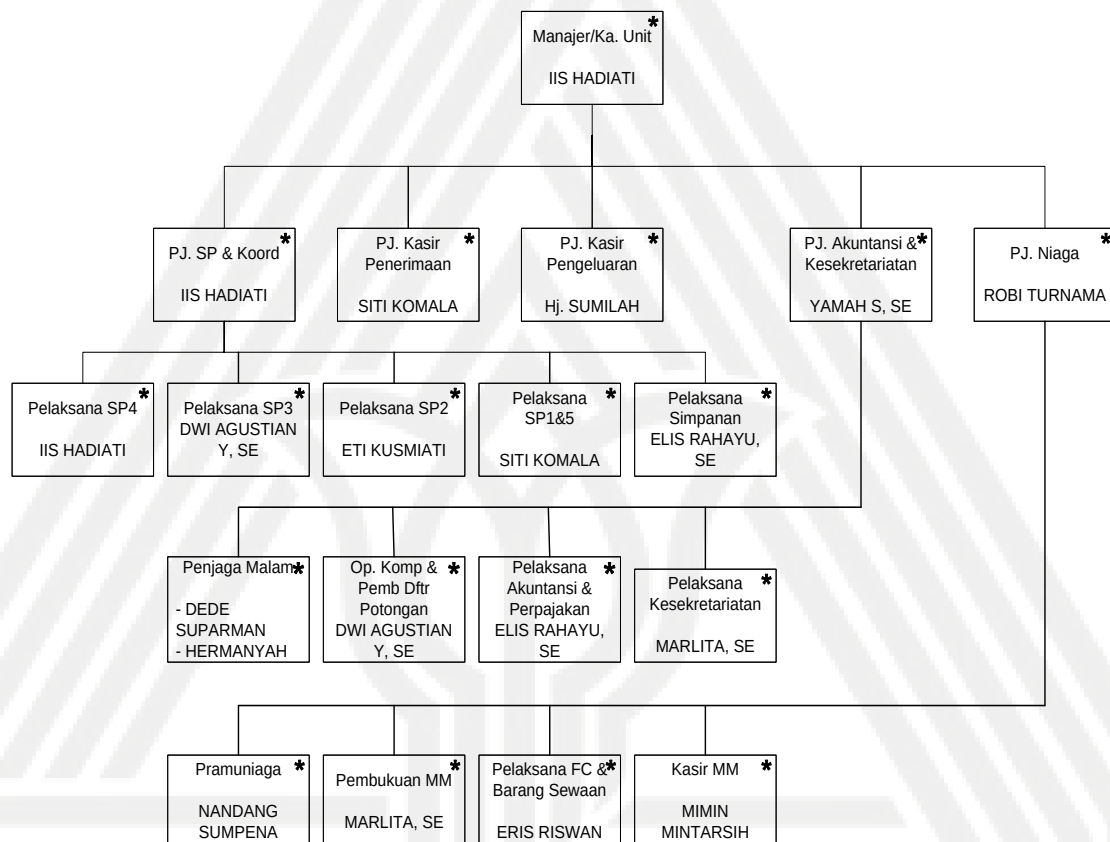 Manajer/Ka. Unit*
IIS HADIATI
PJ. SP & Koord*
IIS HADIATI
PJ. Kasir*
Penerimaan
SITI KOMALA
PJ. Kasir*
Pengeluaran
Hj. SUMILAH
PJ. Akuntansi &*
Kesekretariatan
YAMAH S, SE
PJ. Niaga*
ROBI TURNAMA
Pelaksana SP4*
IIS HADIATI
Pelaksana SP3*
DWI AGUSTIAN
Y, SE
Pelaksana SP2*
ETI KUSMIATI
Pelaksana*
SP1&5
SITI KOMALA
Pelaksana*
Simpanan
ELIS RAHAYU,
SE
Penjaga Malam*
- DEDE
SUPARMAN
- HERMANYAH
Op. Komp &*
Pemb Dftr
Potongan
DWI AGUSTIAN
Y, SE
Pelaksana*
Akuntansi &
Perpajakan
ELIS RAHAYU,
SE
Pelaksana*
Kesekretariatan
MARLITA, SE
Pramuniaga*
NANDANG
SUMPENA
Pembukuan MM*
MARLITA, SE
Pelaksana FC &*
Barang Sewaan
ERIS RISWAN
Kasir MM*
MIMIN
MINTARSIH